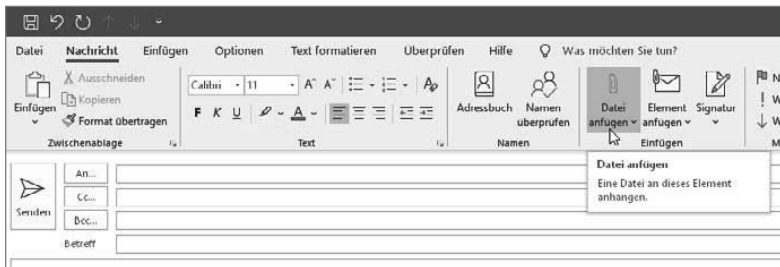 Datei Nachricht Einfügen Optionen Text formatieren Überprüfen Hilfe Was möchten Sie tun?
Einfügen
Ausschneiden
Kopieren
Format übertragen
Zwischenablage
Calibri 11
F K U A
Text
Adressbuch
Namen
überprüfen
Namen
Datei
anfügen
Element
anfügen
Signatur
Einfügen
N
W
W
M
Datei anfügen
Eine Datei an dieses Element
anhangen.
Senden
An...
Cc...
Bcc...
Betreff